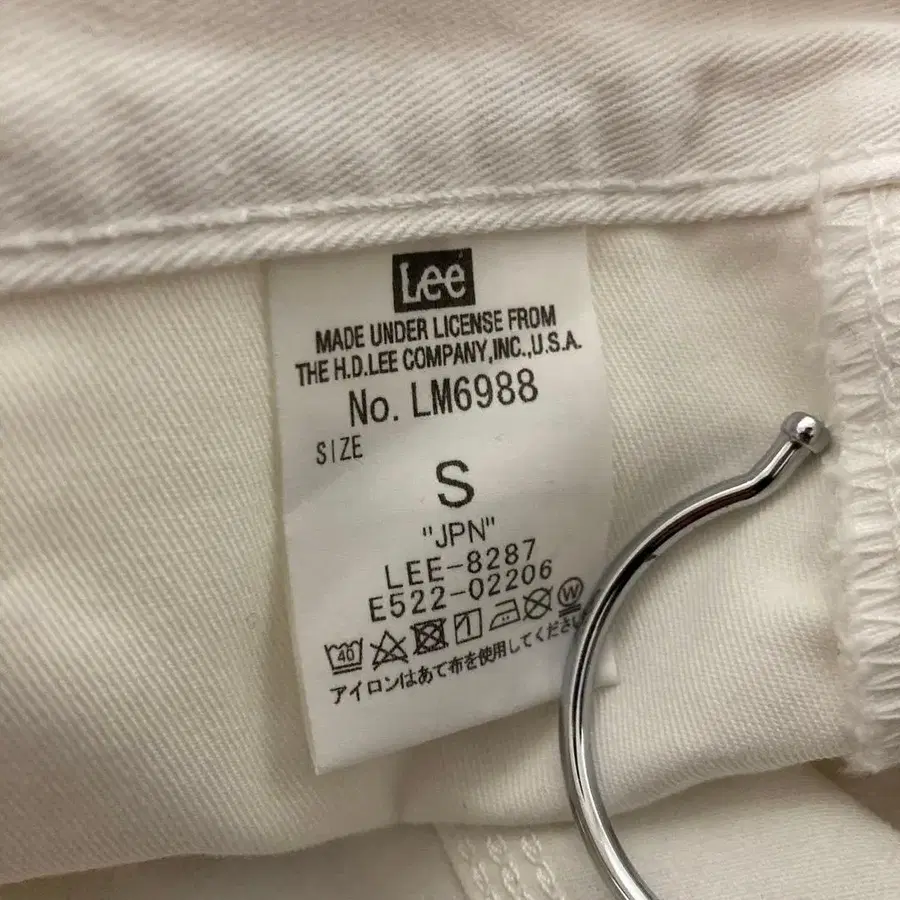 Lee
MADE UNDER LICENSE FROM
THE H.D.LEE COMPANY,INC.,U.S.A.
No. LM6988
SIZE
S
"JPN"
LEE-8287
E522-02206
40 W
アイロンはあて布を使用してください